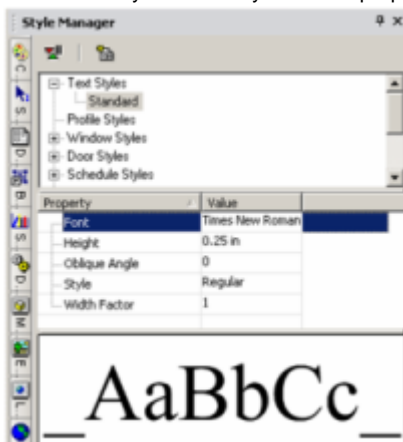 Style Manager
Text Styles
Standard
Profile Styles
Window Styles
Door Styles
Schedule Styles
Property Value
Font Times New Roman
Height 0.25 in
Oblique Angle 0
Style Regular
Width Factor 1
AaBbCc